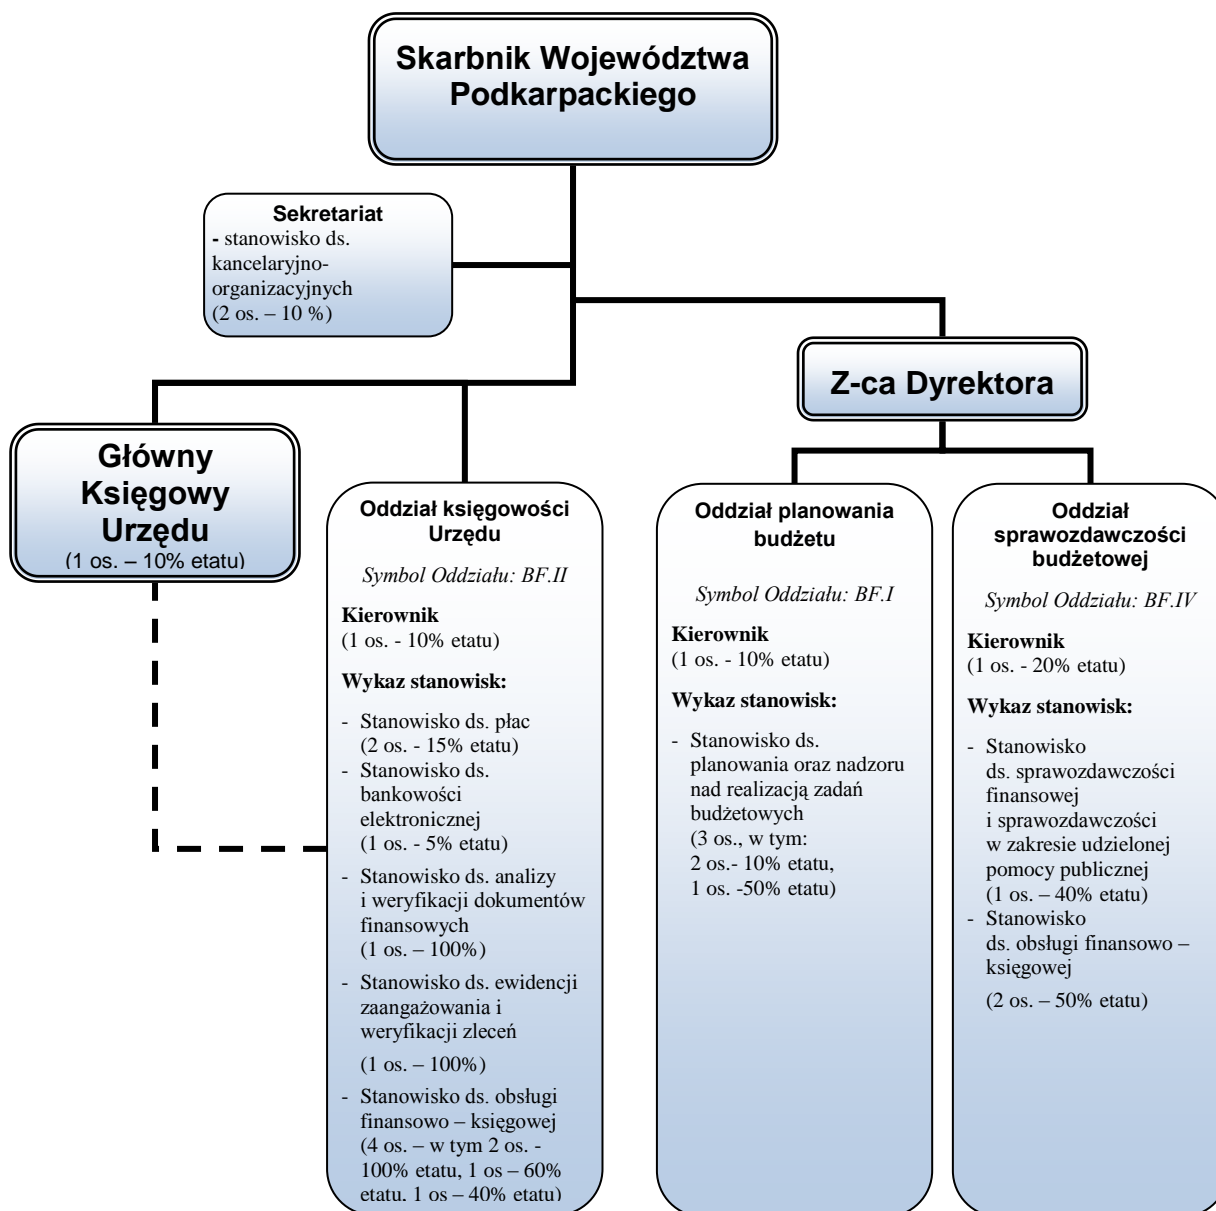 Skarbnik Województwa
Podkarpackiego
Sekretariat
- stanowisko ds.
kancelaryjno-
organizacyjnych
(2 os. – 10 %)
Z-ca Dyrektora
Główny
Księgowy
Urzędu
(1 os. – 10% etatu)
Oddział księgowości
Urzędu
Symbol Oddziału: BF.II
Kierownik
(1 os. - 10% etatu)
Wykaz stanowisk:
- Stanowisko ds. płac
(2 os. - 15% etatu)
- Stanowisko ds.
bankowości
elektronicznej
(1 os. - 5% etatu)
- Stanowisko ds. analizy
i weryfikacji dokumentów
finansowych
(1 os. – 100%)
- Stanowisko ds. ewidencji
zaangażowania i
weryfikacji zleceń
(1 os. – 100%)
- Stanowisko ds. obsługi
finansowo – księgowej
(4 os. – w tym 2 os. -
100% etatu, 1 os – 60%
etatu, 1 os – 40% etatu)
Oddział planowania
budżetu
Symbol Oddziału: BF.I
Kierownik
(1 os. - 10% etatu)
Wykaz stanowisk:
- Stanowisko ds.
planowania oraz nadzoru
nad realizacją zadań
budżetowych
(3 os., w tym:
2 os.- 10% etatu,
1 os. -50% etatu)
Oddział
sprawozdawczości
budżetowej
Symbol Oddziału: BF.IV
Kierownik
(1 os. - 20% etatu)
Wykaz stanowisk:
- Stanowisko
ds. sprawozdawczości
finansowej
i sprawozdawczości
w zakresie udzielonej
pomocy publicznej
(1 os. – 40% etatu)
- Stanowisko
ds. obsługi finansowo –
księgowej
(2 os. – 50% etatu)